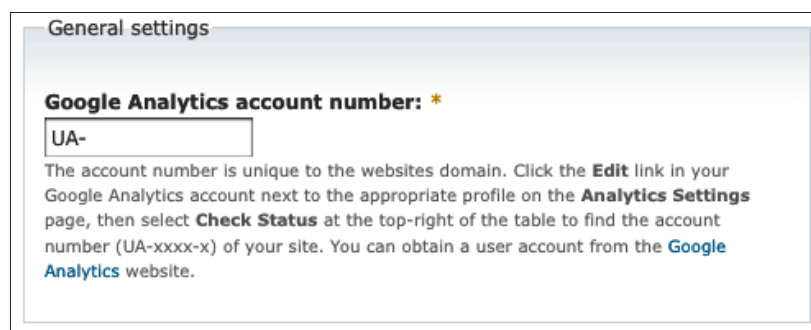 General settings
Google Analytics account number: *
UA-
The account number is unique to the websites domain. Click the Edit link in your
Google Analytics account next to the appropriate profile on the Analytics Settings
page, then select Check Status at the top-right of the table to find the account
number (UA-xxxx-x) of your site. You can obtain a user account from the Google
Analytics website.